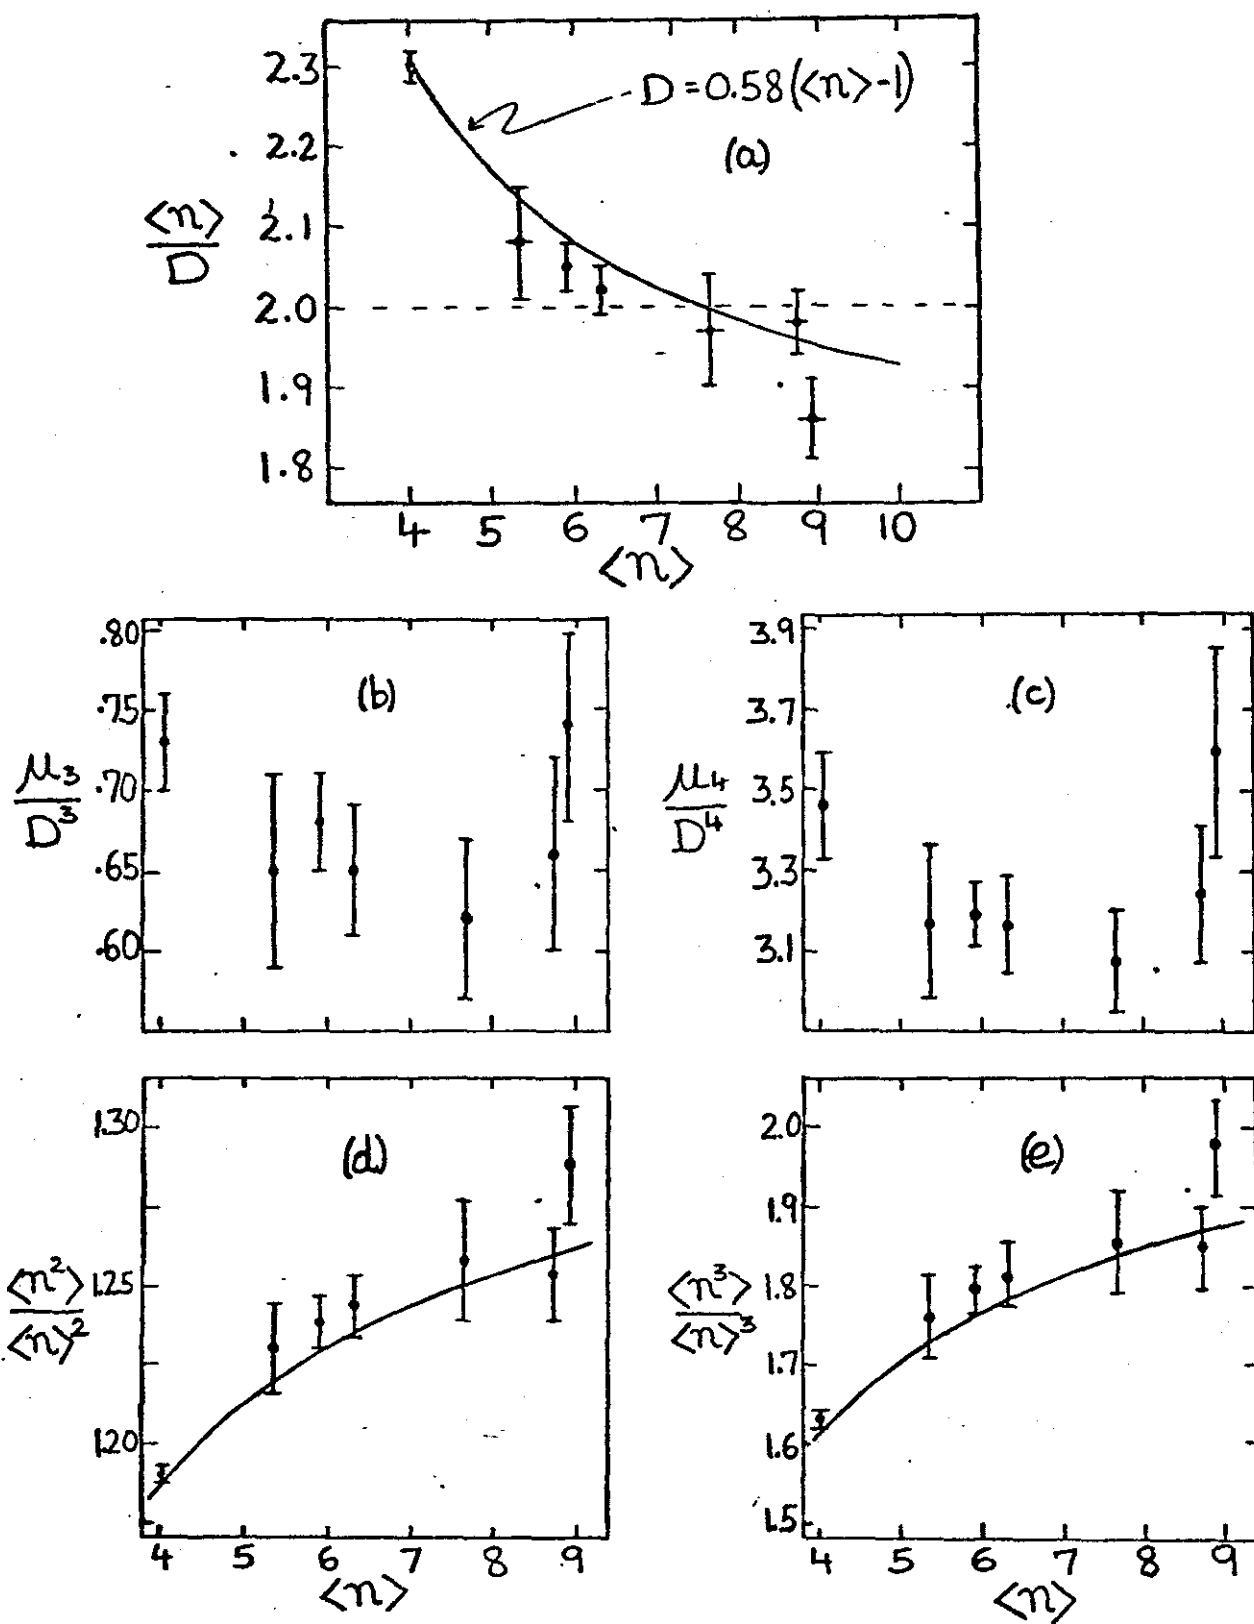 2.3
2.2
2.1
2.0
1.9
1.8
<n>
D
D = 0.58(<n>-1)
(a)
4 5 6 7 8 9 10
<n>
.80
.75
.70
.65
.60
μ3
D³
(b)
3.9
3.7
3.5
3.3
3.1
μ4
D⁴
(c)
1.30
1.25
1.20
<n²>
<n>²
(d)
4 5 6 7 8 9
<n>
2.0
1.9
1.8
1.7
1.6
1.5
<n³>
<n>³
(e)
4 5 6 7 8 9
<n>